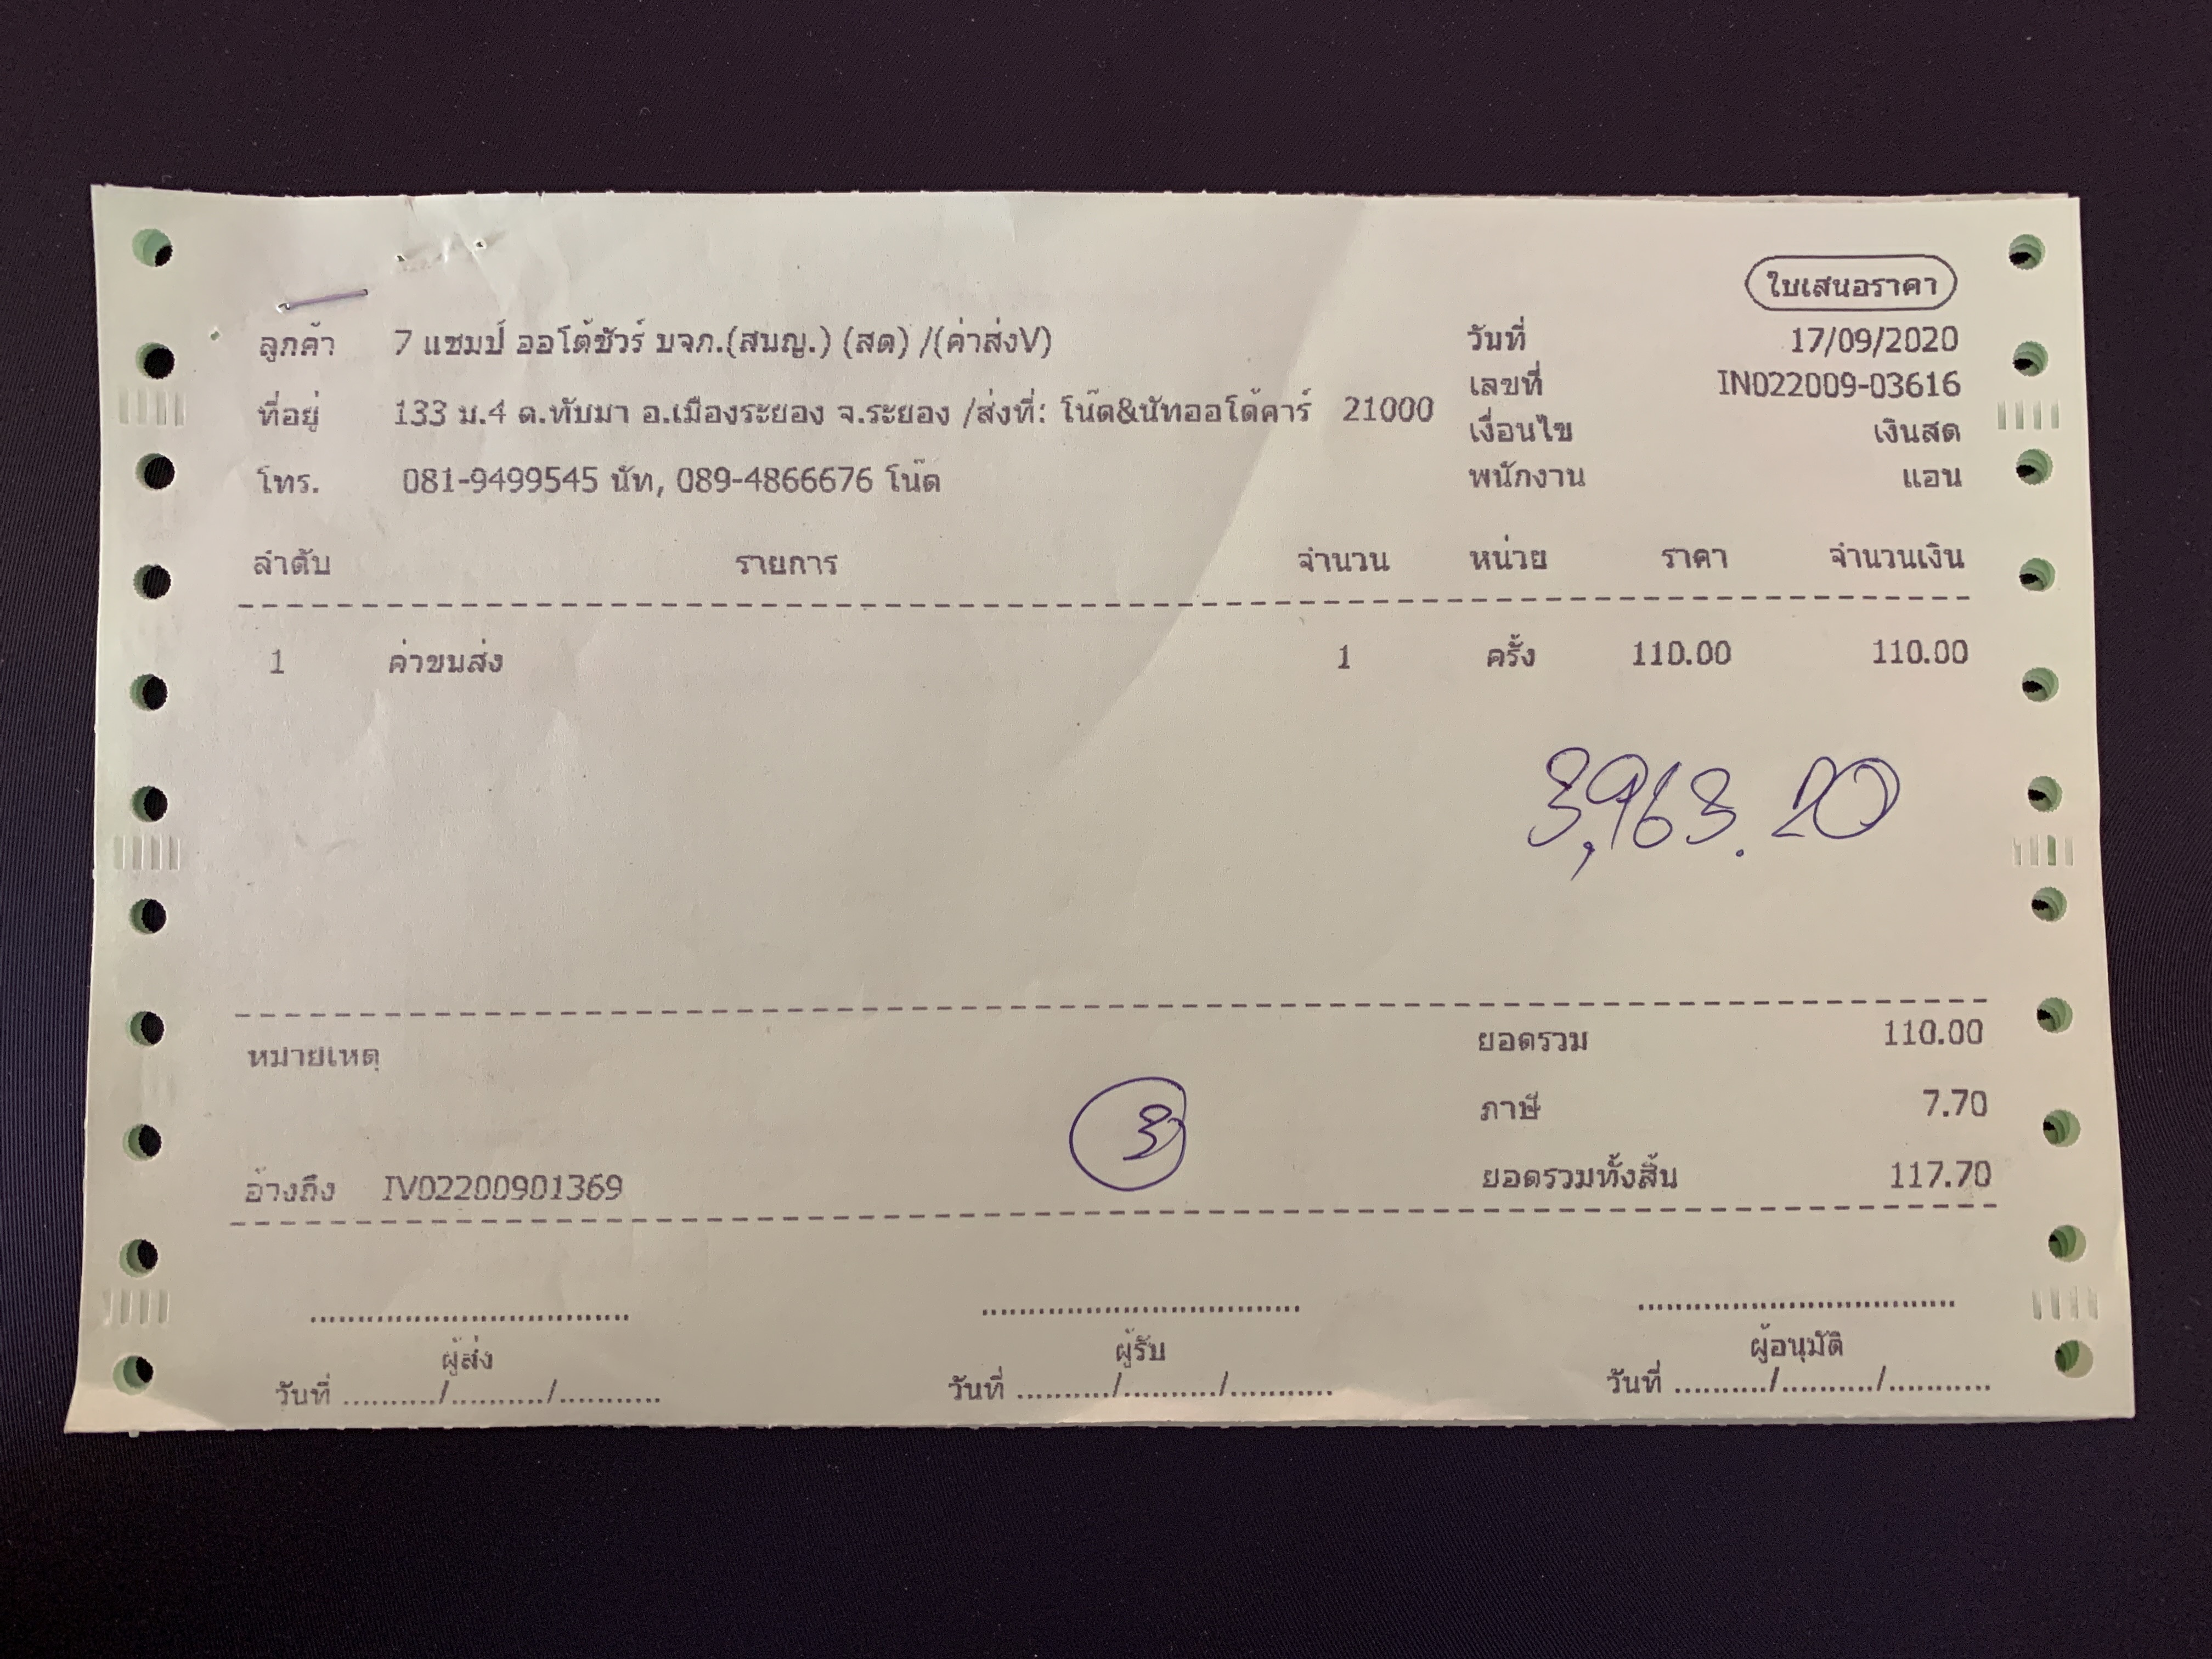 ใบเสนอราคา
ลูกค้า 7 แชมป์ ออโต้ชัวร์ บจก.(สนญ.) (สด) /(ค่าส่งV) วันที่ 17/09/2020
เลขที่ IN022009-03616
ที่อยู่ 133 ม.4 ต.ทับมา อ.เมืองระยอง จ.ระยอง /ส่งที่: โน๊ต&นัทออโต้คาร์ 21000
เงื่อนไข เงินสด
โทร. 081-9499545 นัท, 089-4866676 โน๊ต พนักงาน แอน
ลำดับ รายการ จำนวน หน่วย ราคา จำนวนเงิน
1 ค่าขนส่ง 1 ครั้ง 110.00 110.00
3,963.20
หมายเหตุ ยอดรวม 110.00
3 ภาษี 7.70
อ้างถึง IV02200901369 ยอดรวมทั้งสิ้น 117.70
ผู้ส่ง ผู้รับ ผู้อนุมัติ
วันที่ ........../........../........... วันที่ ........../........../........... วันที่ ........../........../...........